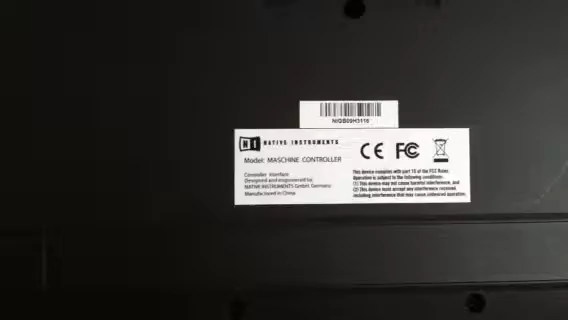 NIGB09H3116
NI NATIVE INSTRUMENTS
Model: MASCHINE CONTROLLER
Controller Interface
Designed and engineered by
NATIVE INSTRUMENTS GmbH, Germany
Manufactured in China
CE FC
This device complies with part 15 of the FCC Rules.
Operation is subject to the following conditions:
(1) This device may not cause harmful interference, and
(2) This device must accept any interference received,
including interference that may cause undesired operation.